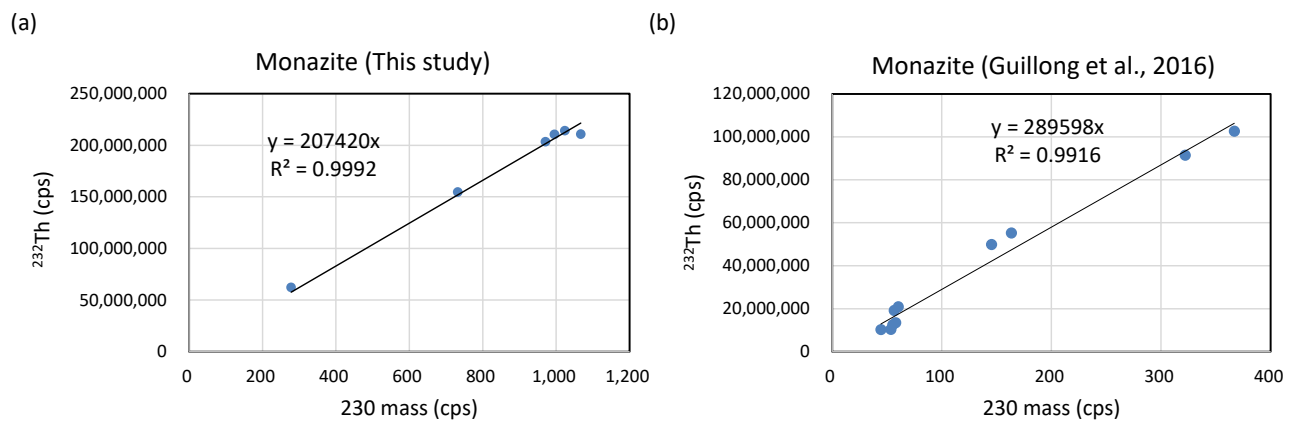 (a)
Monazite (This study)
250,000,000
200,000,000
150,000,000
100,000,000
50,000,000
0
²³²Th (cps)
y = 207420x
R² = 0.9992
0 200 400 600 800 1,000 1,200
230 mass (cps)
(b)
Monazite (Guillong et al., 2016)
120,000,000
100,000,000
80,000,000
60,000,000
40,000,000
20,000,000
0
²³²Th (cps)
y = 289598x
R² = 0.9916
0 100 200 300 400
230 mass (cps)